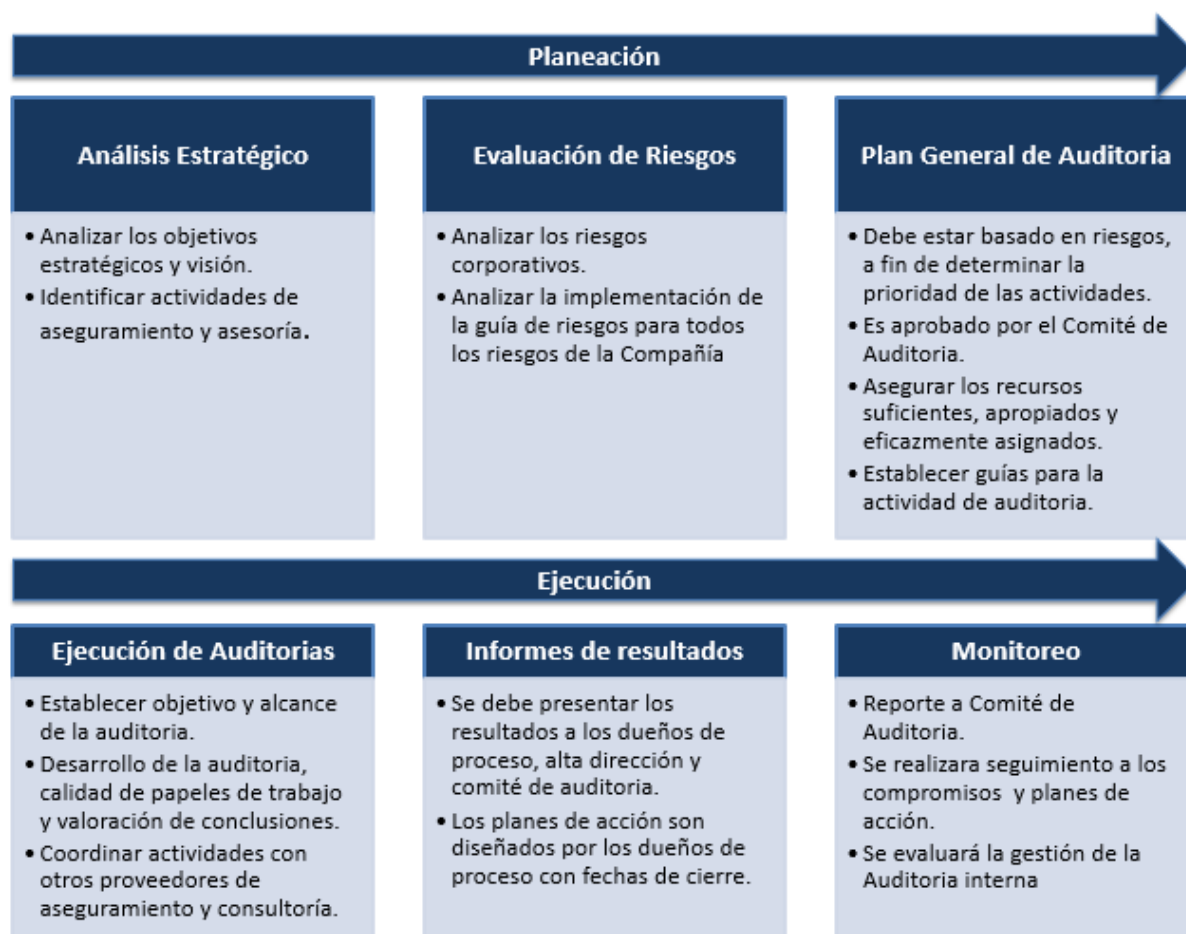 Planeación
Análisis Estratégico
• Analizar los objetivos
estratégicos y visión.
• Identificar actividades de
aseguramiento y asesoría.
Evaluación de Riesgos
• Analizar los riesgos
corporativos.
• Analizar la implementación de
la guía de riesgos para todos
los riesgos de la Compañía
Plan General de Auditoria
• Debe estar basado en riesgos,
a fin de determinar la
prioridad de las actividades.
• Es aprobado por el Comité de
Auditoria.
• Asegurar los recursos
suficientes, apropiados y
eficazmente asignados.
• Establecer guías para la
actividad de auditoria.
Ejecución
Ejecución de Auditorias
• Establecer objetivo y alcance
de la auditoria.
• Desarrollo de la auditoria,
calidad de papeles de trabajo
y valoración de conclusiones.
• Coordinar actividades con
otros proveedores de
aseguramiento y consultoría.
Informes de resultados
• Se debe presentar los
resultados a los dueños de
proceso, alta dirección y
comité de auditoria.
• Los planes de acción son
diseñados por los dueños de
proceso con fechas de cierre.
Monitoreo
• Reporte a Comité de
Auditoria.
• Se realizara seguimiento a los
compromisos y planes de
acción.
• Se evaluará la gestión de la
Auditoria interna